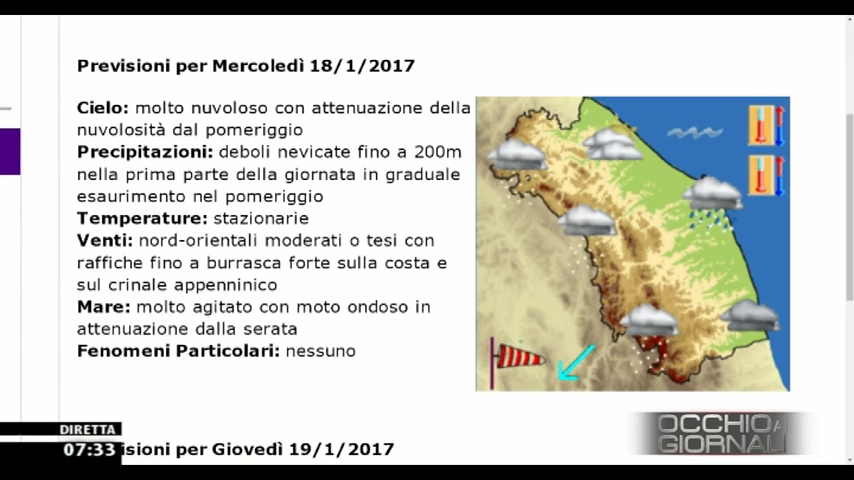 Previsioni per Mercoledì 18/1/2017
Cielo: molto nuvoloso con attenuazione della
nuvolosità dal pomeriggio
Precipitazioni: deboli nevicate fino a 200m
nella prima parte della giornata in graduale
esaurimento nel pomeriggio
Temperature: stazionarie
Venti: nord-orientali moderati o tesi con
raffiche fino a burrasca forte sulla costa e
sul crinale appenninico
Mare: molto agitato con moto ondoso in
attenuazione dalla serata
Fenomeni Particolari: nessuno
DIRETTA
07:33
isioni per Giovedì 19/1/2017
OCCHIO AI
GIORNALI